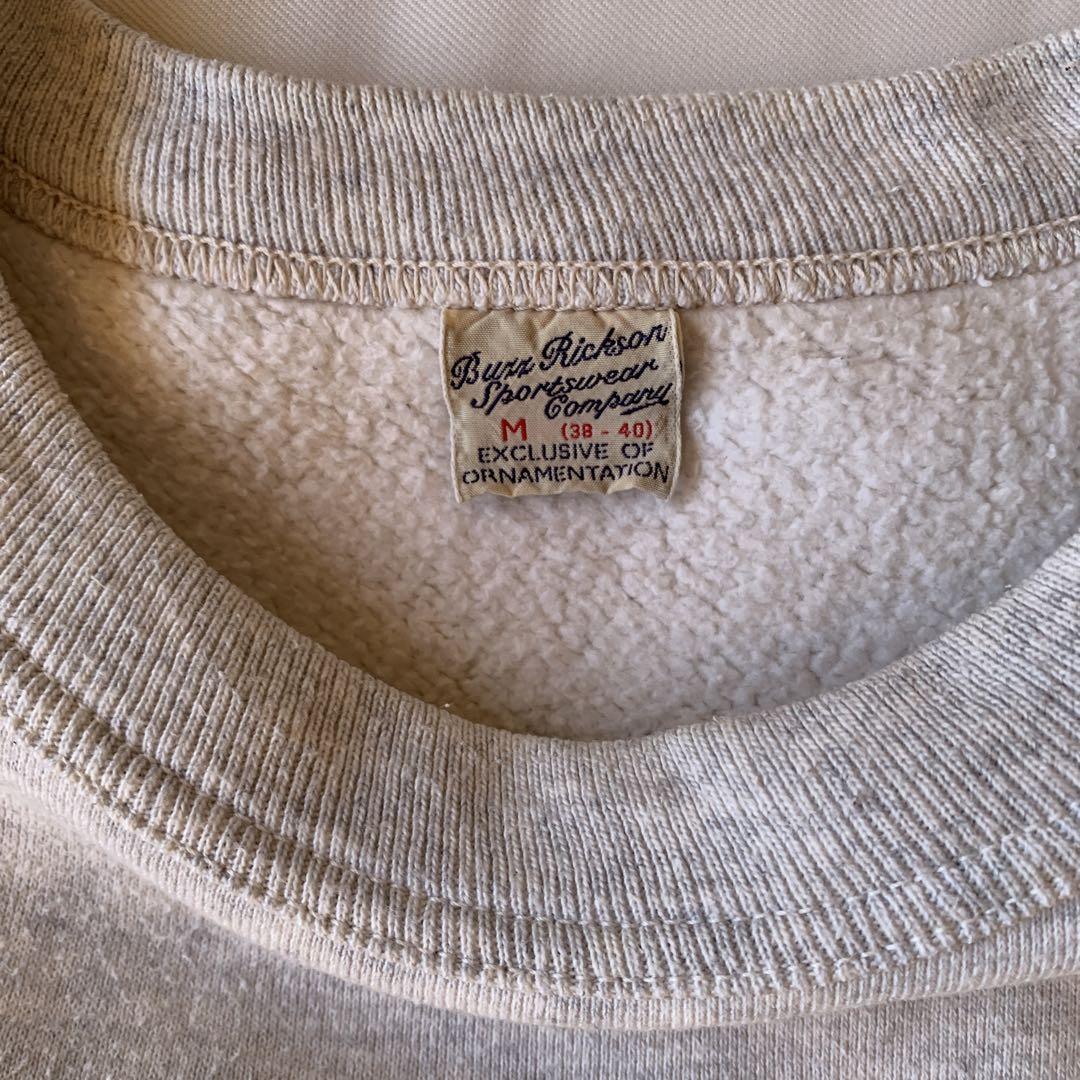 Buzz Rickson
Sportswear
Company
M (38 - 40)
EXCLUSIVE OF
ORNAMENTATION